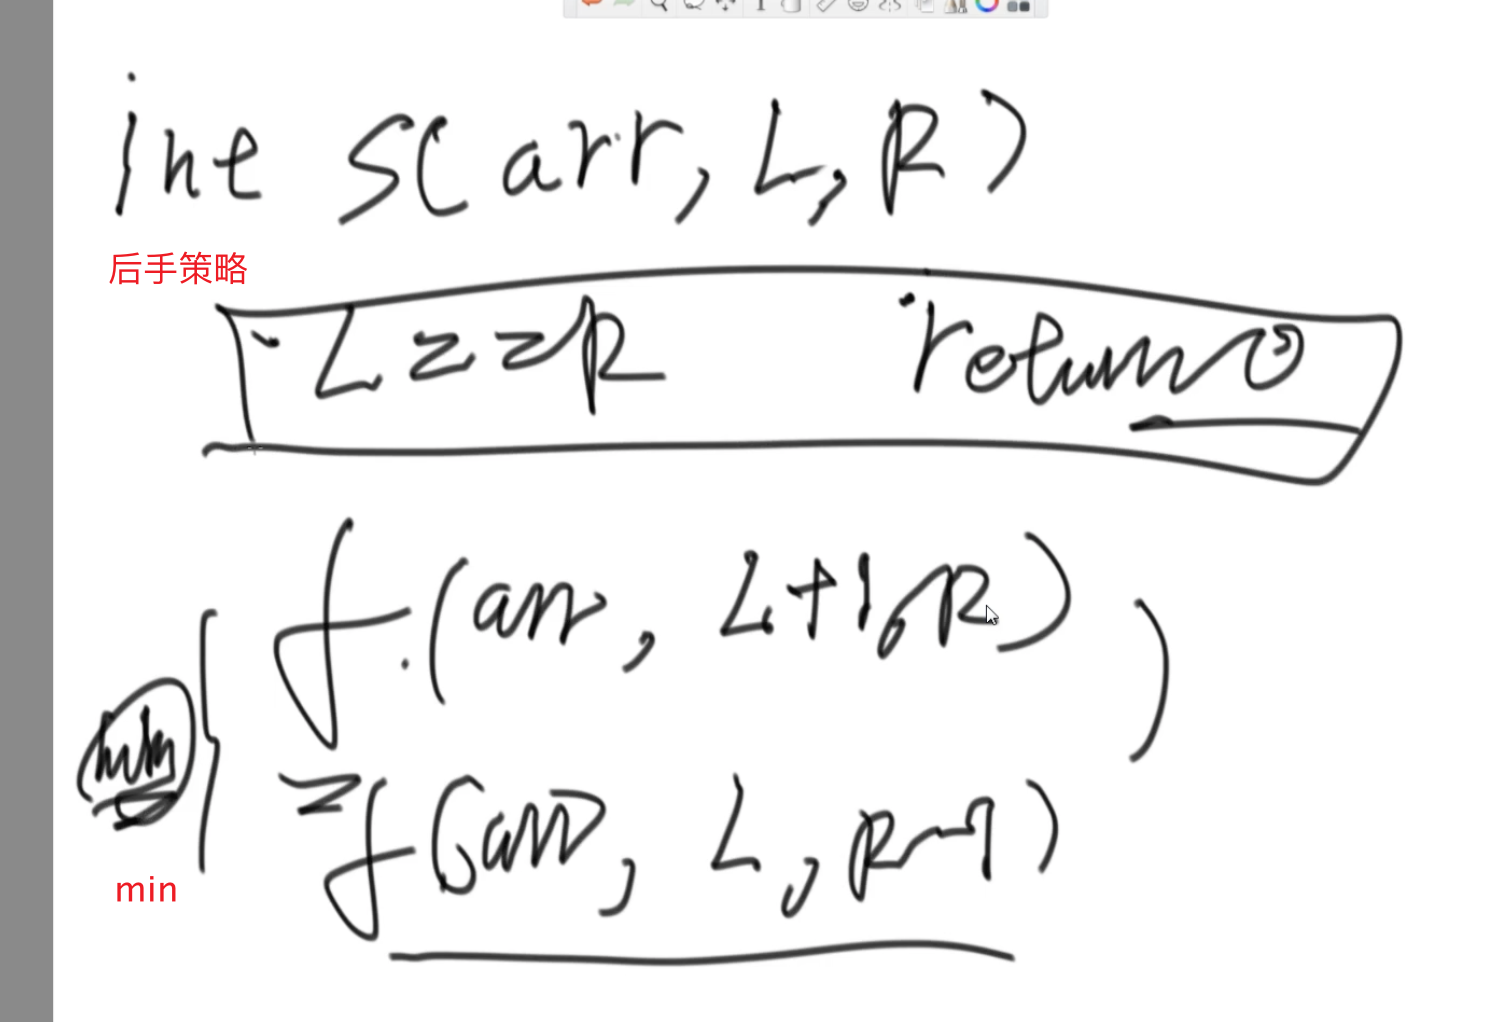 int s(arr, L, R)
后手策略
L == R return 0
f(arr, L+1, R)
min
f(arr, L, R-1)
min